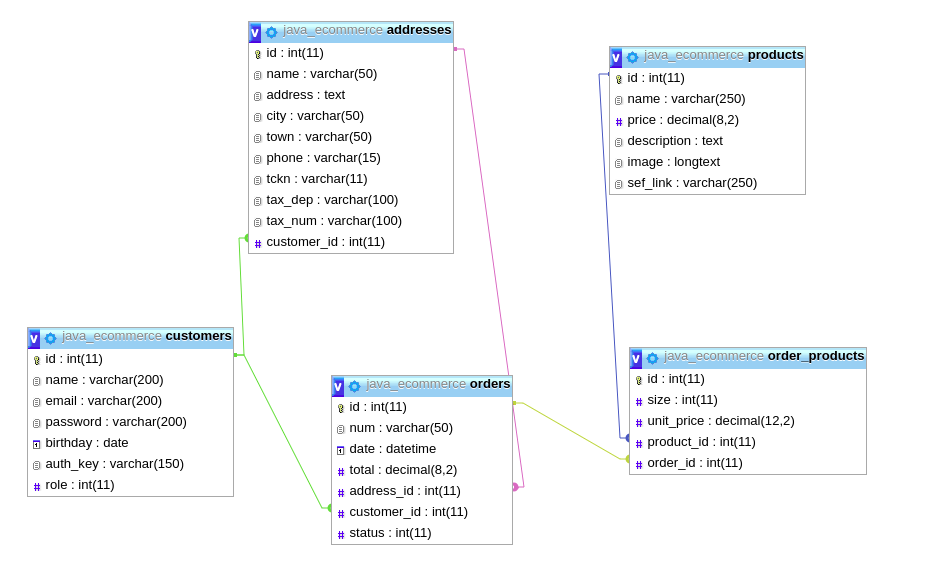 java_ecommerce addresses
id : int(11)
name : varchar(50)
address : text
city : varchar(50)
town : varchar(50)
phone : varchar(15)
tckn : varchar(11)
tax_dep : varchar(100)
tax_num : varchar(100)
# customer_id : int(11)
java_ecommerce products
id : int(11)
name : varchar(250)
# price : decimal(8,2)
description : text
image : longtext
sef_link : varchar(250)
java_ecommerce customers
id : int(11)
name : varchar(200)
email : varchar(200)
password : varchar(200)
birthday : date
auth_key : varchar(150)
# role : int(11)
java_ecommerce orders
id : int(11)
num : varchar(50)
date : datetime
# total : decimal(8,2)
# address_id : int(11)
# customer_id : int(11)
# status : int(11)
java_ecommerce order_products
id : int(11)
# size : int(11)
# unit_price : decimal(12,2)
# product_id : int(11)
# order_id : int(11)